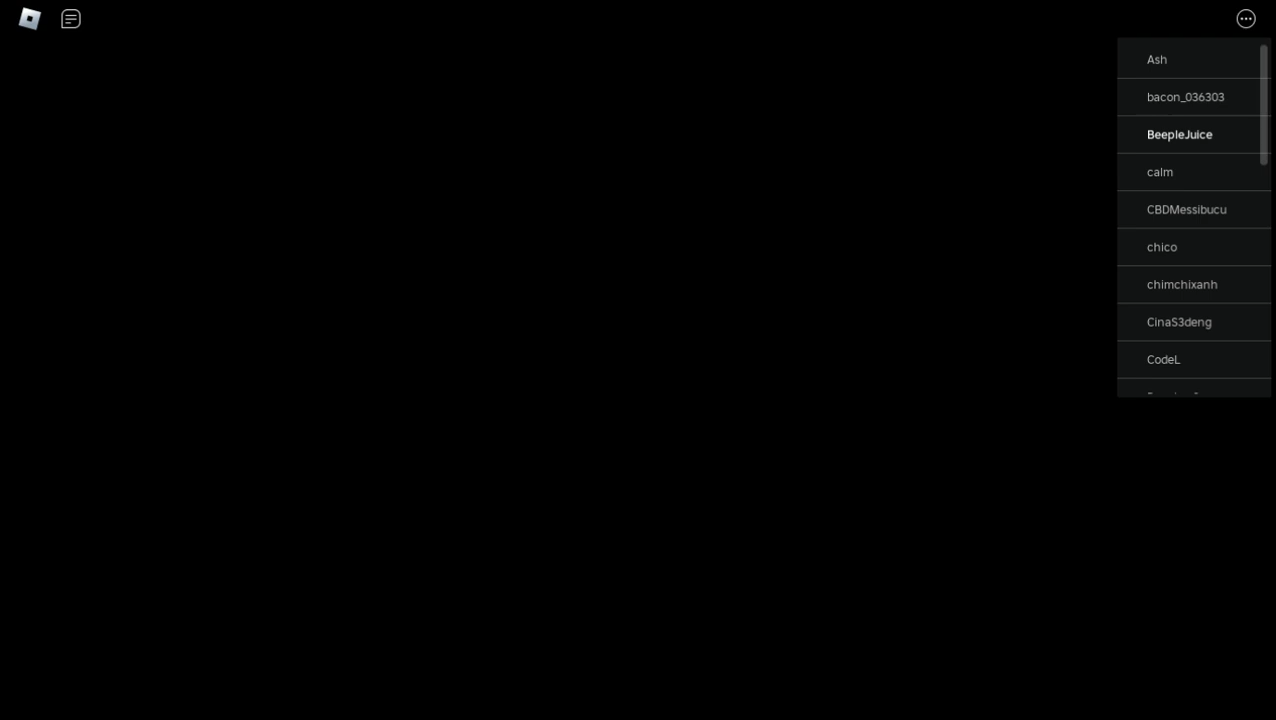 Ash
bacon_036303
BeepleJuice
calm
CBDMessibucu
chico
chimchixanh
CinaS3deng
CodeL